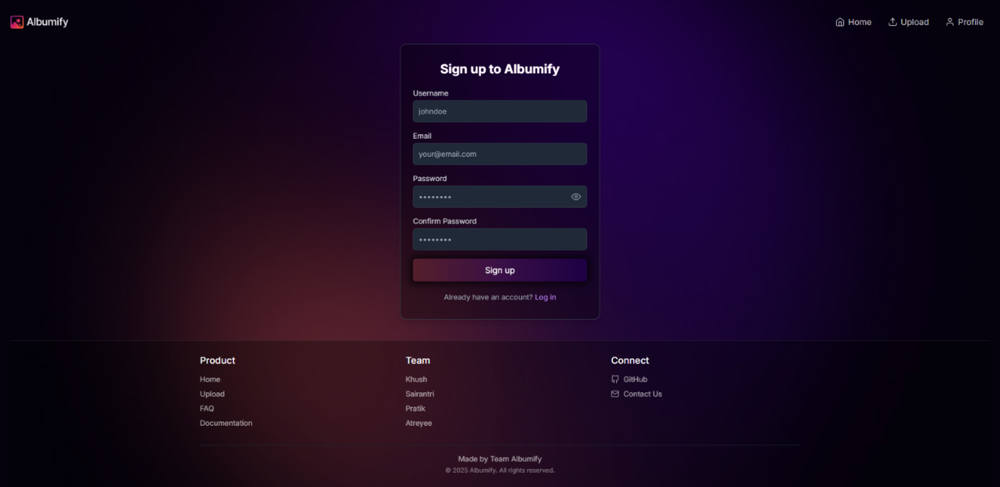 Albumify
Home
Upload
Profile
Sign up to Albumify
Username
johndoe
Email
your@email.com
Password
••••••••
Confirm Password
••••••••
Sign up
Already have an account? Log in
Product
Home
Upload
FAQ
Documentation
Team
Khush
Sairantri
Pratik
Atreyee
Connect
GitHub
Contact Us
Made by Team Albumify
© 2025 Albumify. All rights reserved.